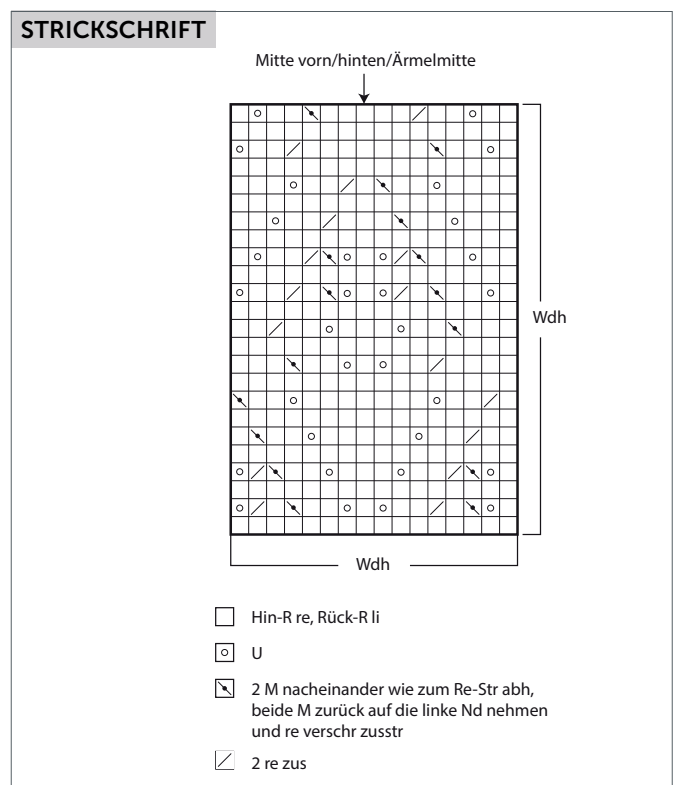 STRICKSCHRIFT
Mitte vorn/hinten/Ärmelmitte
Wdh
Wdh
Hin-R re, Rück-R li
U
2 M nacheinander wie zum Re-Str abh,
beide M zurück auf die linke Nd nehmen
und re verschr zusstr
2 re zus